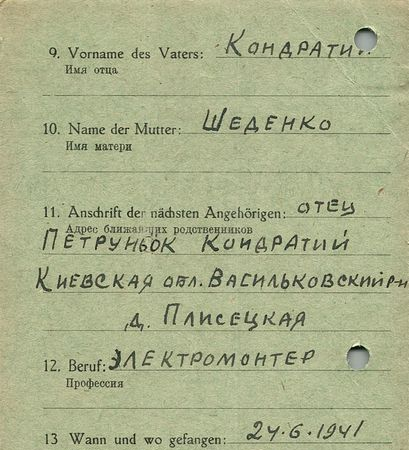 9. Vorname des Vaters: КОНДРАТИЙ
Имя отца
10. Name der Mutter: ШЕДЕНКО
Имя матери
11. Anschrift der nächsten Angehörigen: ОТЕЦ
Адрес ближайших родственников
ПЕТРУНЬОК КОНДРАТИЙ
КИЕВСКАЯ ОБЛ. ВАСИЛЬКОВСКИЙ Р-Н
Д. ПЛИСЕЦКАЯ
12. Beruf: ЭЛЕКТРОМОНТЕР
Профессия
13 Wann und wo gefangen: 24.6.1941